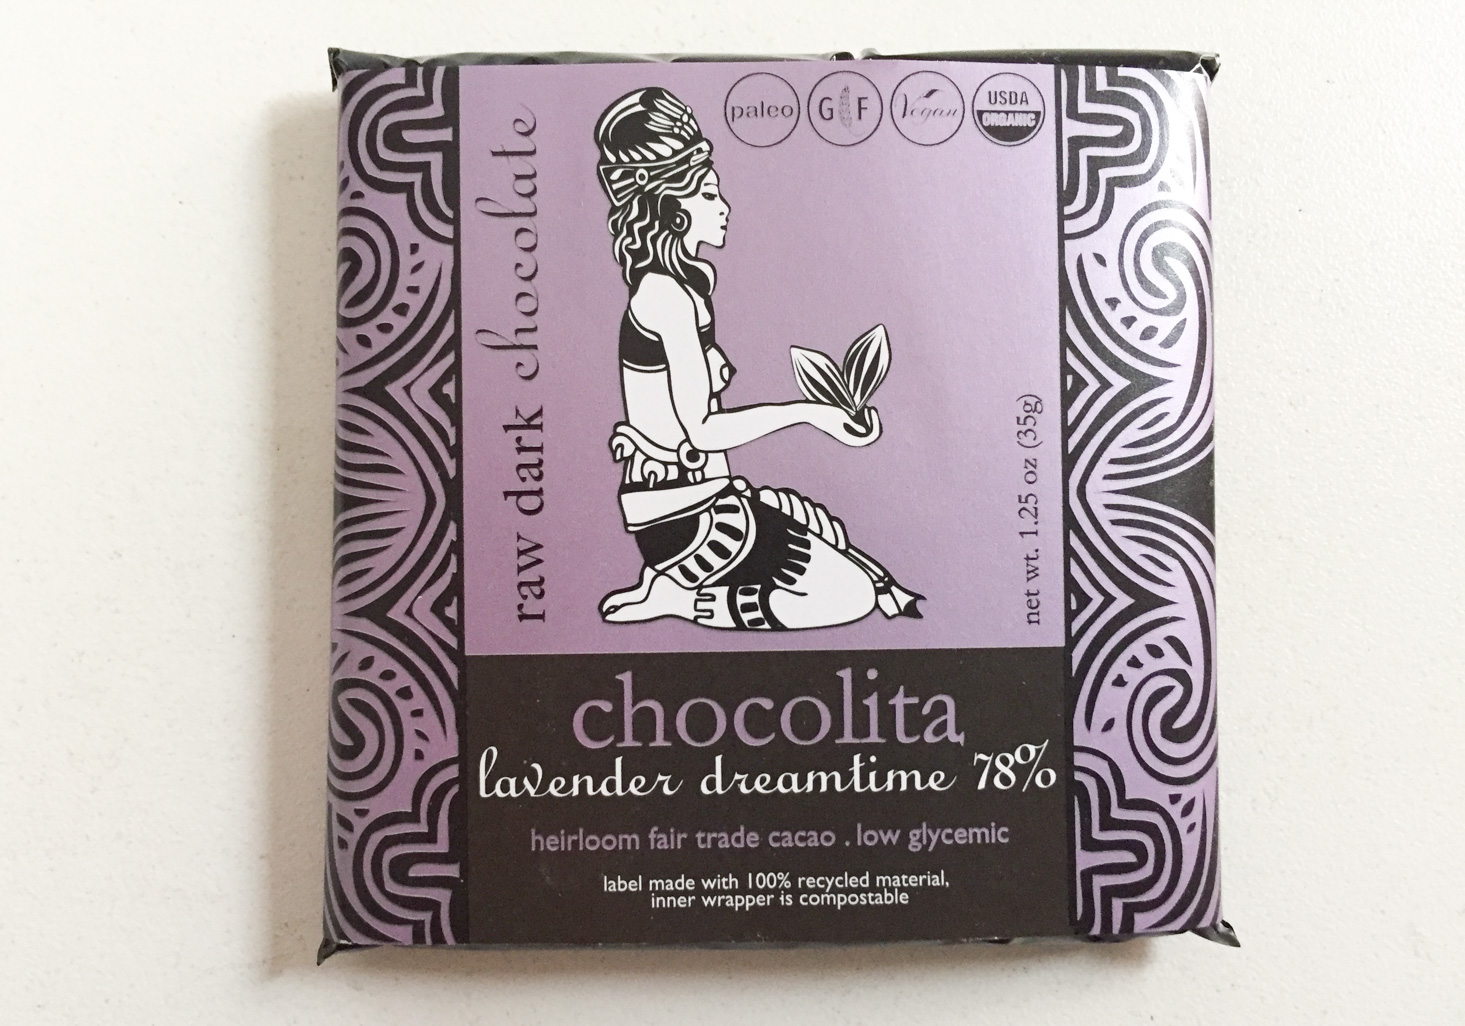 paleo
GF
Vegan
USDA
ORGANIC
raw dark chocolate
net wt. 1.25 oz (35g)
chocolita
lavender dreamtime 78%
heirloom fair trade cacao . low glycemic
label made with 100% recycled material,
inner wrapper is compostable